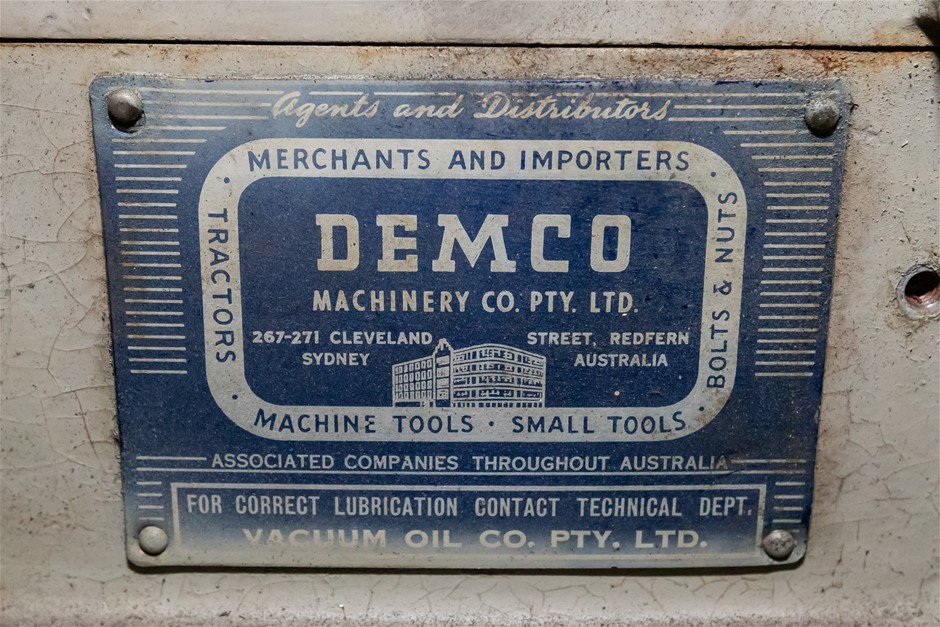 Agents and Distributors
· MERCHANTS AND IMPORTERS ·
TRACTORS
BOLTS & NUTS
DEMCO
MACHINERY CO. PTY. LTD.
267-271 CLEVELAND STREET, REDFERN
SYDNEY AUSTRALIA
· MACHINE TOOLS · SMALL TOOLS ·
ASSOCIATED COMPANIES THROUGHOUT AUSTRALIA
FOR CORRECT LUBRICATION CONTACT TECHNICAL DEPT.
VACUUM OIL CO. PTY. LTD.